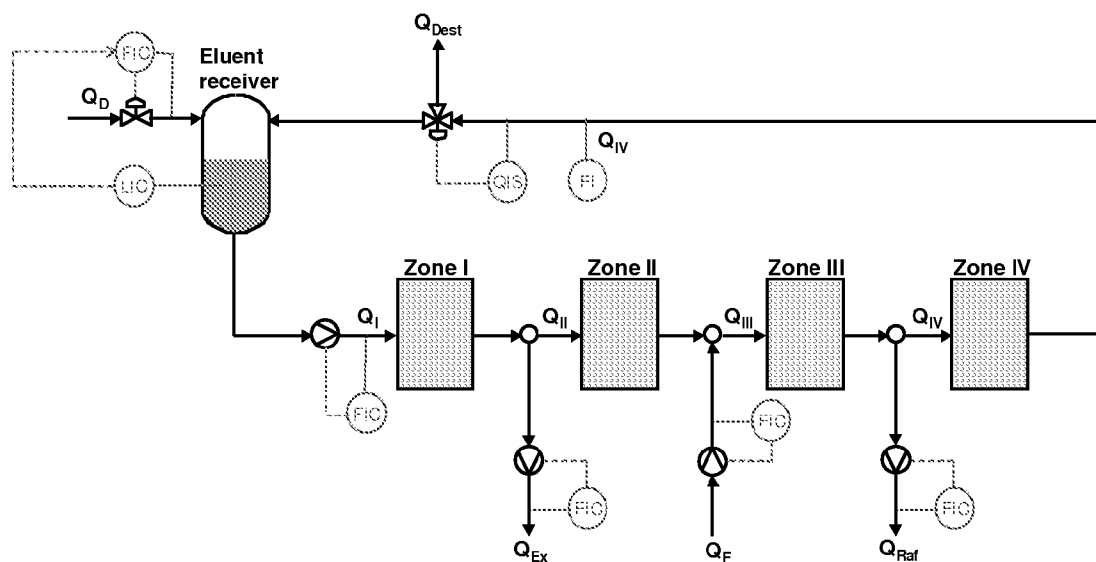 Q_Dest
FIC
Eluent
receiver
Q_D
Q_IV
LIC
QIS
FI
Zone I
Zone II
Zone III
Zone IV
Q_I
Q_II
Q_III
Q_IV
FIC
FIC
FIC
FIC
Q_Ex
Q_F
Q_Raf